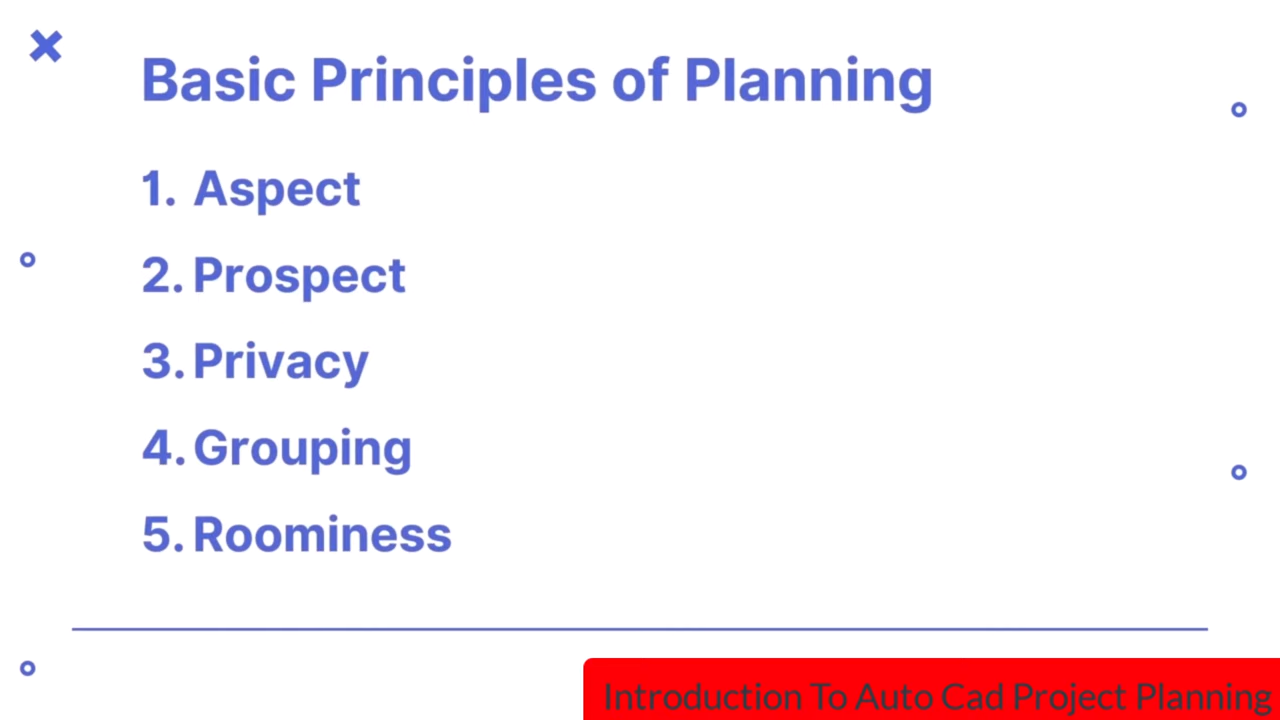 Basic Principles of Planning
1. Aspect
2. Prospect
3. Privacy
4. Grouping
5. Roominess
Introduction To Auto Cad Project Planning